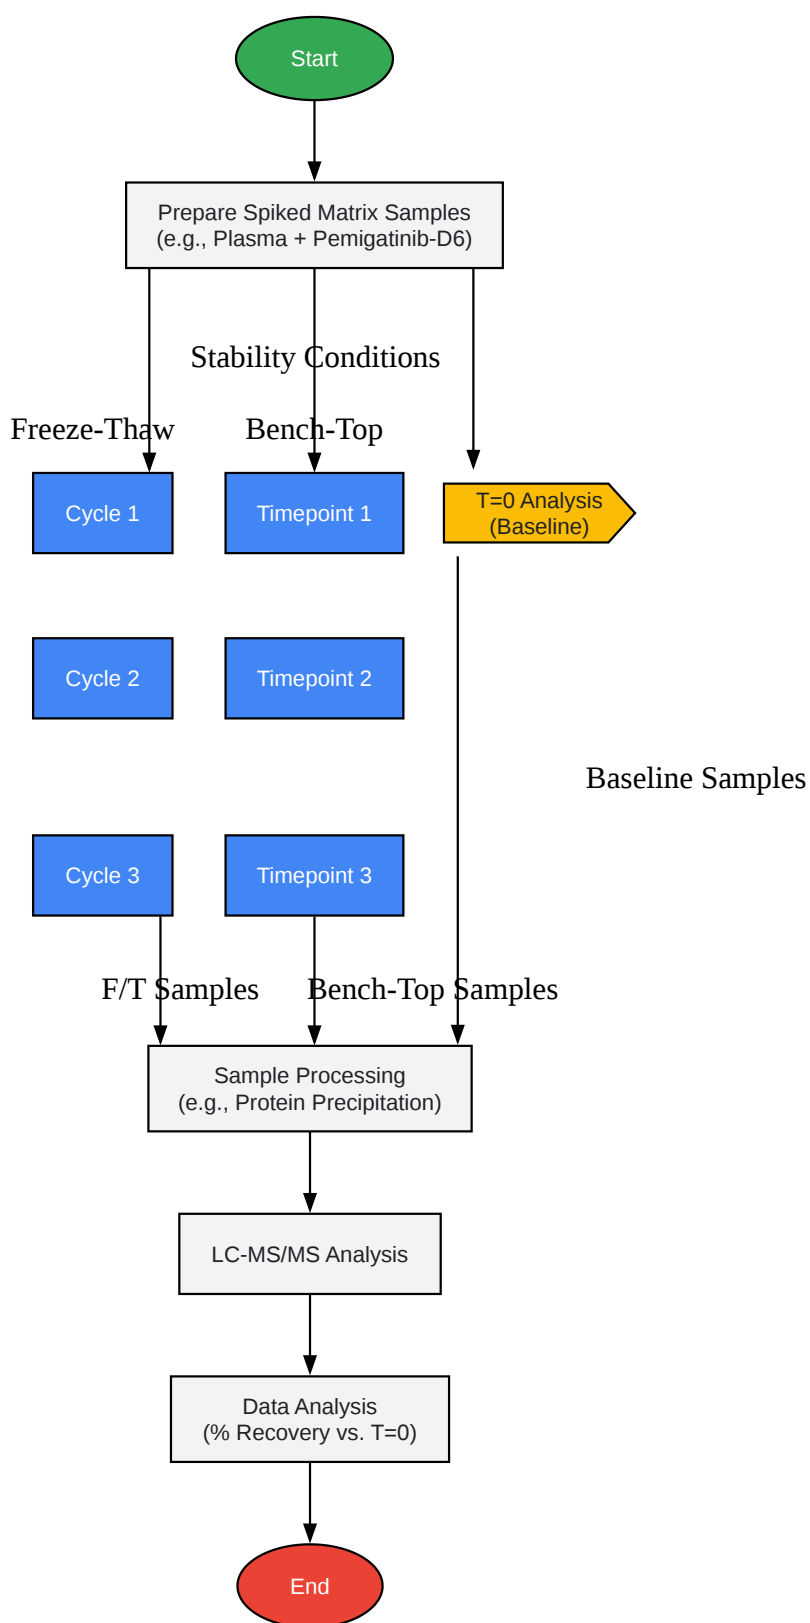 Start
Prepare Spiked Matrix Samples
(e.g., Plasma + Pemigatinib-D6)
Stability Conditions
Freeze-Thaw
Bench-Top
Cycle 1
Timepoint 1
T=0 Analysis
(Baseline)
Cycle 2
Timepoint 2
Baseline Samples
Cycle 3
Timepoint 3
F/T Samples
Bench-Top Samples
Sample Processing
(e.g., Protein Precipitation)
LC-MS/MS Analysis
Data Analysis
(% Recovery vs. T=0)
End